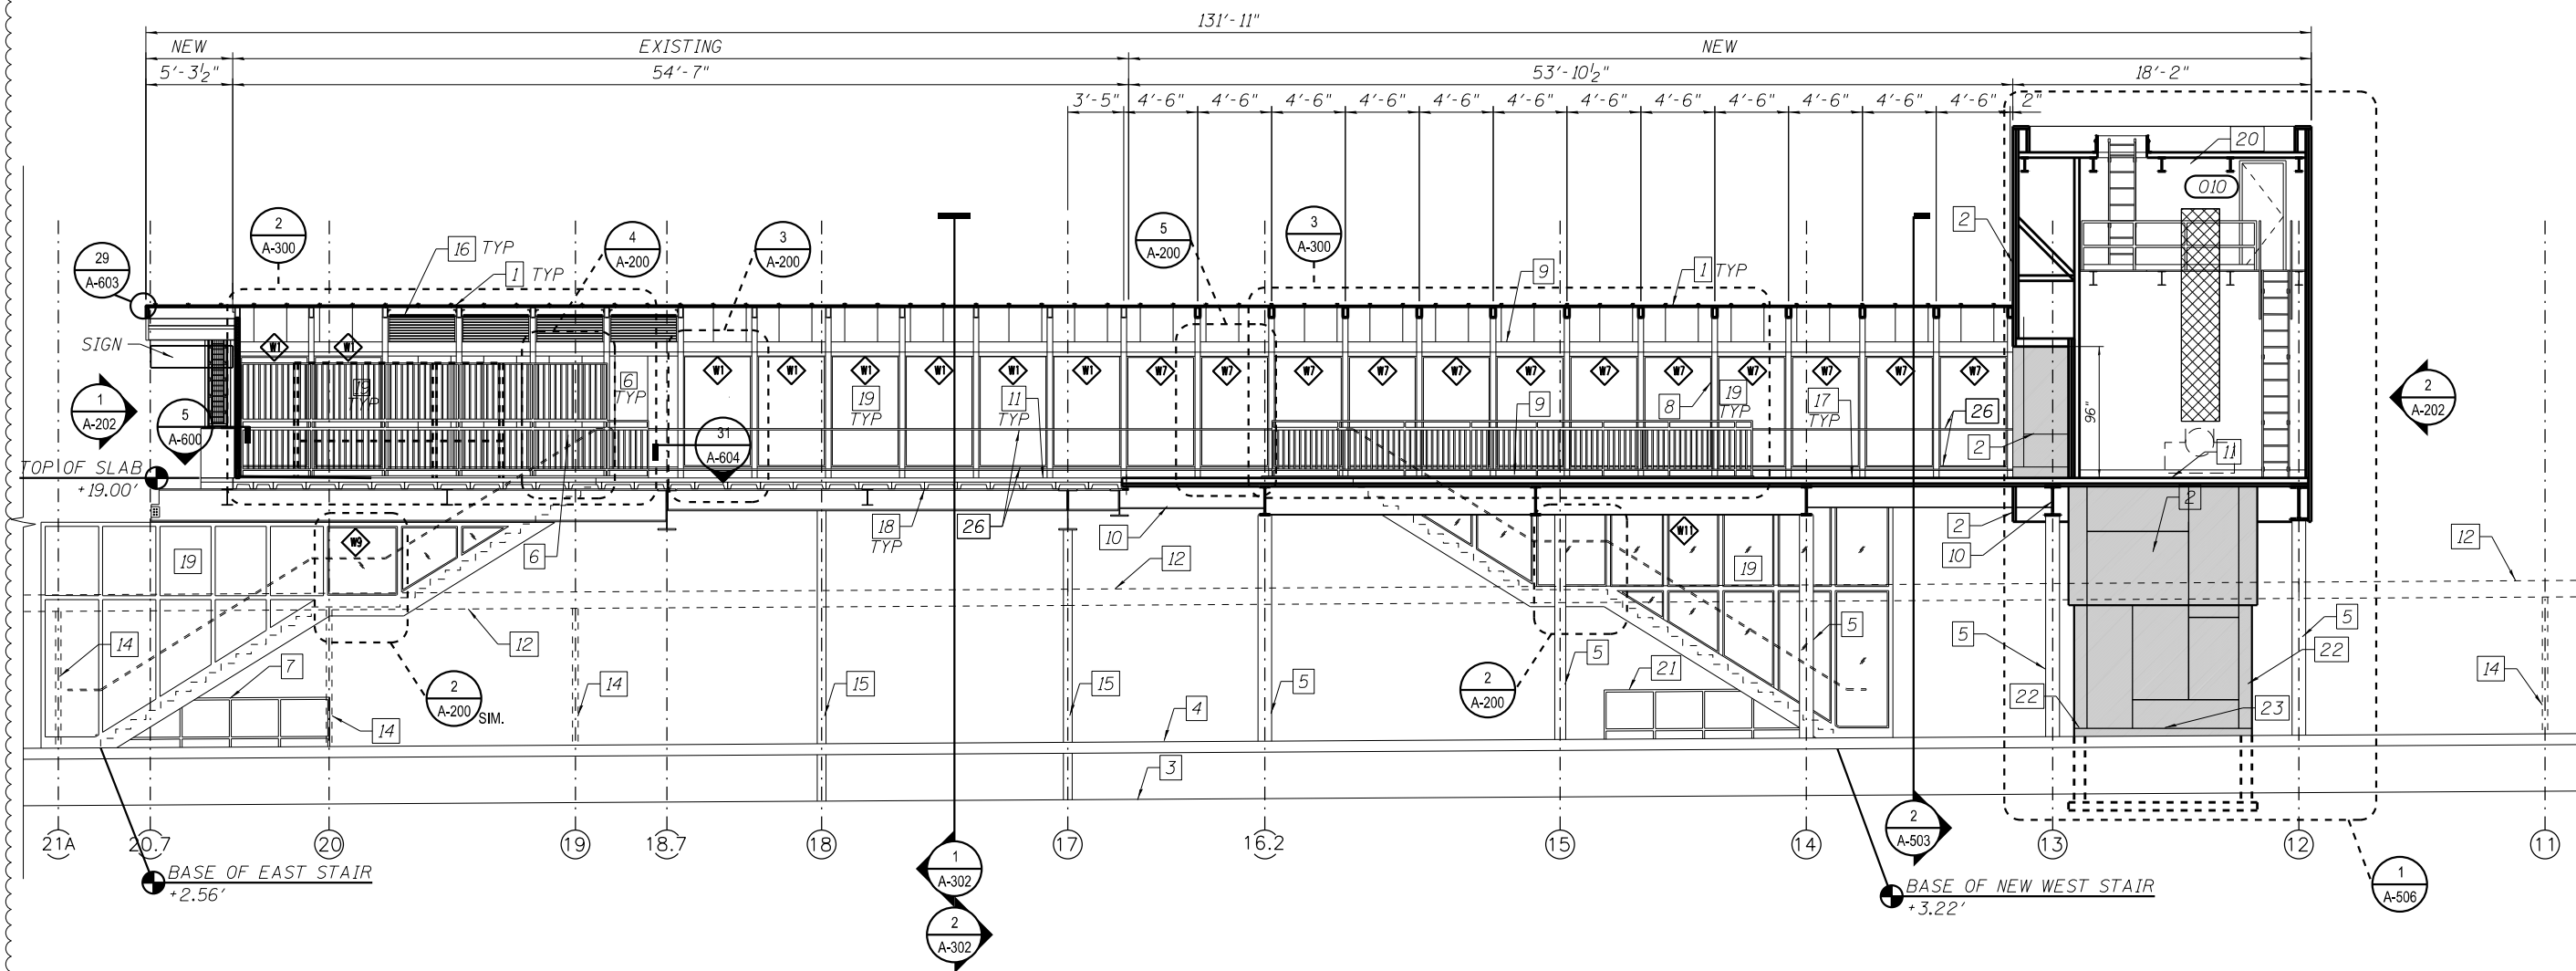 131'-11"
NEW EXISTING NEW
5'-3½" 54'-7" 53'-10½" 18'-2"
3'-5" 4'-6" 4'-6" 4'-6" 4'-6" 4'-6" 4'-6" 4'-6" 4'-6" 4'-6" 4'-6" 4'-6" 4'-6" 2"
20
010
2
2 A-300
4 A-200
3 A-200
5 A-200
3 A-300
16 TYP
29 A-603
1 TYP
9
1 TYP
SIGN
W1 W1 W1 W1 W1 W1 W1 W1 W7 W7 W7 W7 W7 W7 W7 W7 W7 W7 W7 W7
19 TYP
6 TYP
19 TYP
11 TYP
9
8
19 TYP
17 TYP
26
96"
1 A-202
2 A-202
5 A-600
31 A-604
2
11
TOP OF SLAB
+19.00'
18 TYP
26
10
2
2
10
12
W9
W11
19
6
12
19
12
14
7
14
14
2 A-200 SIM.
15
15
5
2 A-200
5
21
5
5
5
22
22
23
14
4
3
21A 20.7 20 19 18.7 18 17 16.2 15 14 13 12 11
2 A-503
BASE OF EAST STAIR
+2.56'
1 A-302
2 A-302
BASE OF NEW WEST STAIR
+3.22'
1 A-506